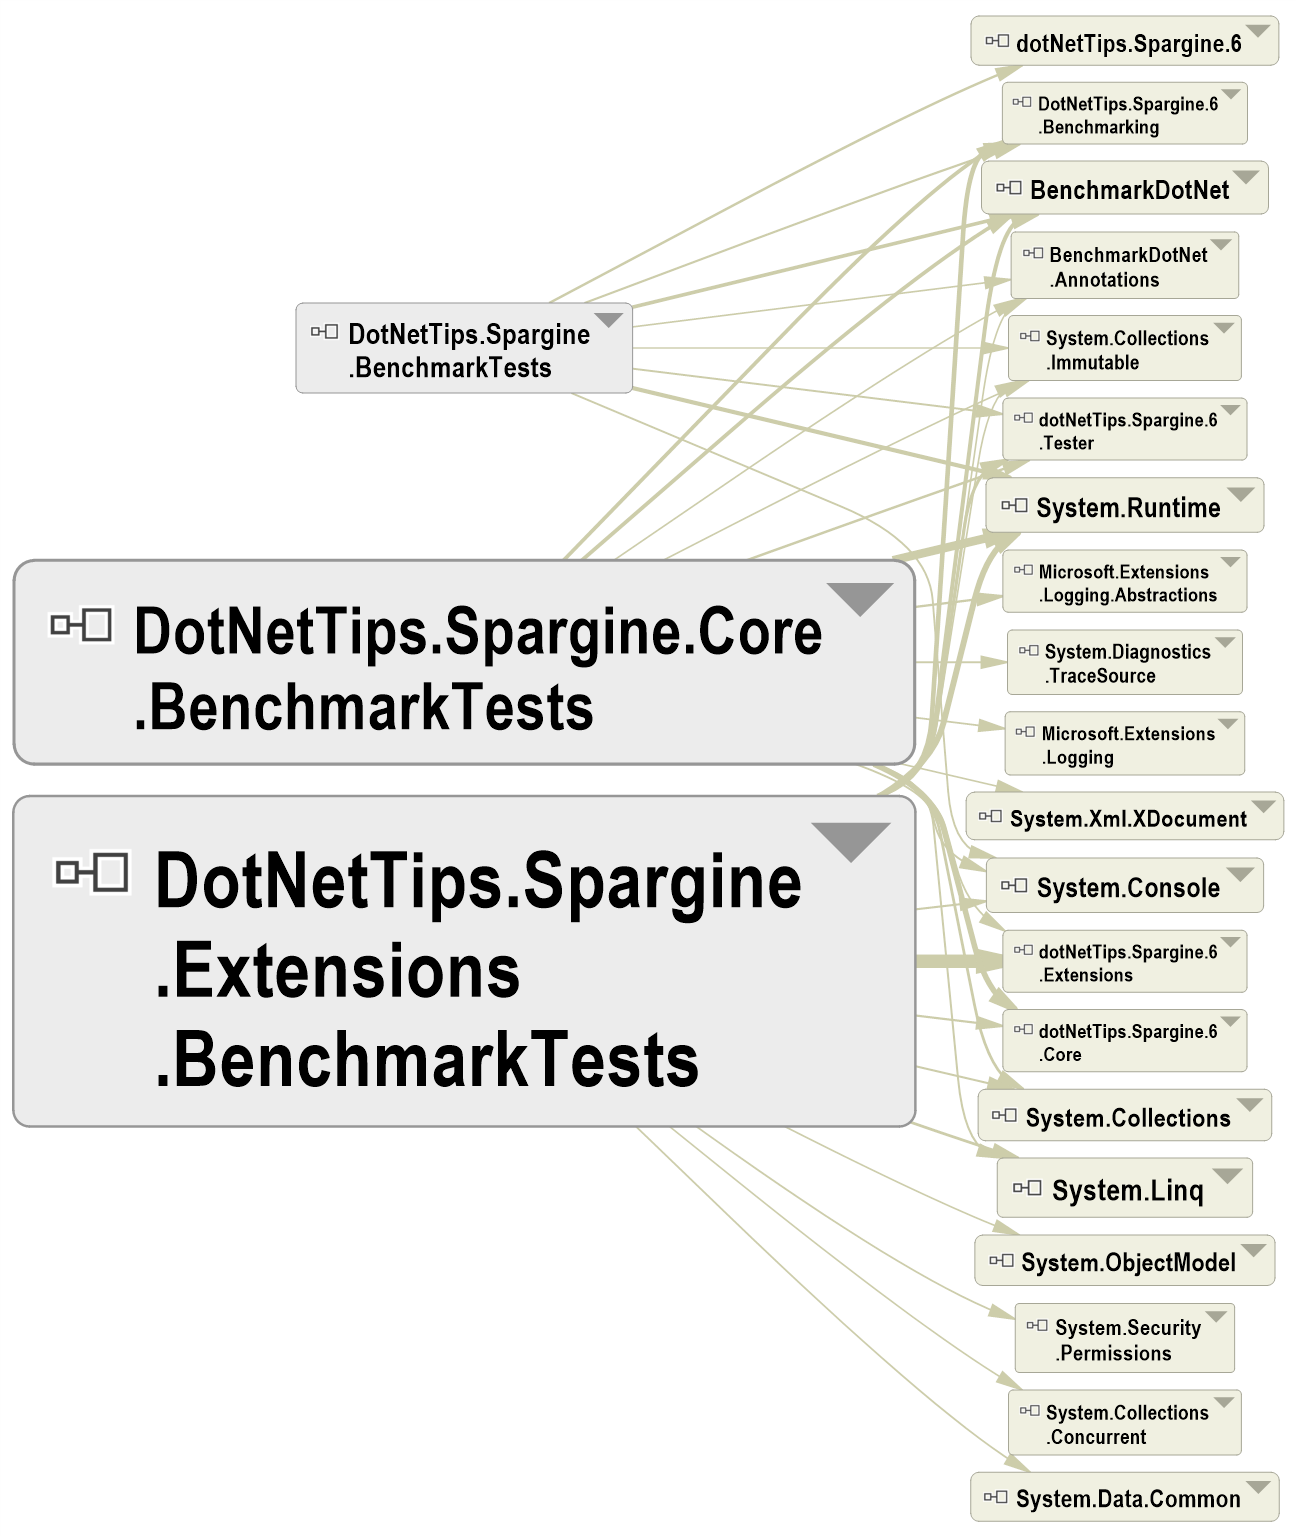 DotNetTips.Spargine
.BenchmarkTests
DotNetTips.Spargine.Core
.BenchmarkTests
DotNetTips.Spargine
.Extensions
.BenchmarkTests
dotNetTips.Spargine.6
DotNetTips.Spargine.6
.Benchmarking
BenchmarkDotNet
BenchmarkDotNet
.Annotations
System.Collections
.Immutable
dotNetTips.Spargine.6
.Tester
System.Runtime
Microsoft.Extensions
.Logging.Abstractions
System.Diagnostics
.TraceSource
Microsoft.Extensions
.Logging
System.Xml.XDocument
System.Console
dotNetTips.Spargine.6
.Extensions
dotNetTips.Spargine.6
.Core
System.Collections
System.Linq
System.ObjectModel
System.Security
.Permissions
System.Collections
.Concurrent
System.Data.Common